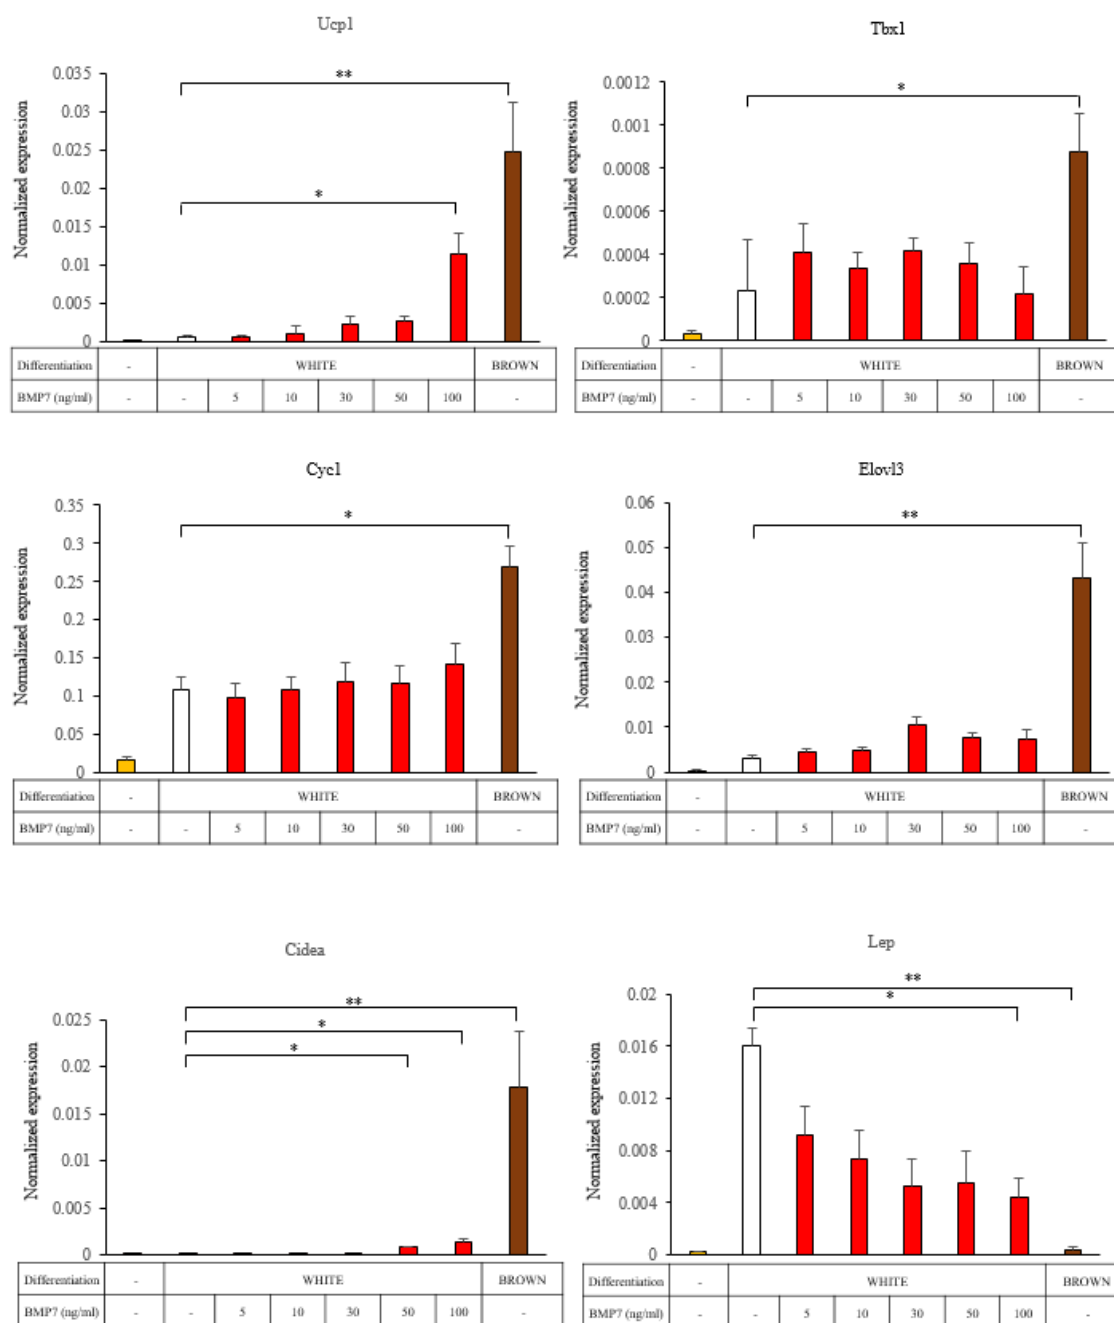 Ucp1
Normalized expression
0.035
0.03
0.025
0.02
0.015
0.01
0.005
0
**
*
Differentiation - WHITE BROWN
BMP7 (ng/ml) - 5 10 30 50 100 -
Tbx1
Normalized expression
0.0012
0.001
0.0008
0.0006
0.0004
0.0002
0
*
Differentiation - WHITE BROWN
BMP7 (ng/ml) - 5 10 30 50 100 -
Cyc1
Normalized expression
0.35
0.3
0.25
0.2
0.15
0.1
0.05
0
*
Differentiation - WHITE BROWN
BMP7 (ng/ml) - 5 10 30 50 100 -
Elovl3
Normalized expression
0.06
0.05
0.04
0.03
0.02
0.01
0
**
Differentiation - WHITE BROWN
BMP7 (ng/ml) - 5 10 30 50 100 -
Cidea
Normalized expression
0.025
0.02
0.015
0.01
0.005
0
**
*
*
Differentiation - WHITE BROWN
BMP7 (ng/ml) - 5 10 30 50 100 -
Lep
Normalized expression
0.02
0.016
0.012
0.008
0.004
0
**
*
Differentiation - WHITE BROWN
BMP7 (ng/ml) - 5 10 30 50 100 -